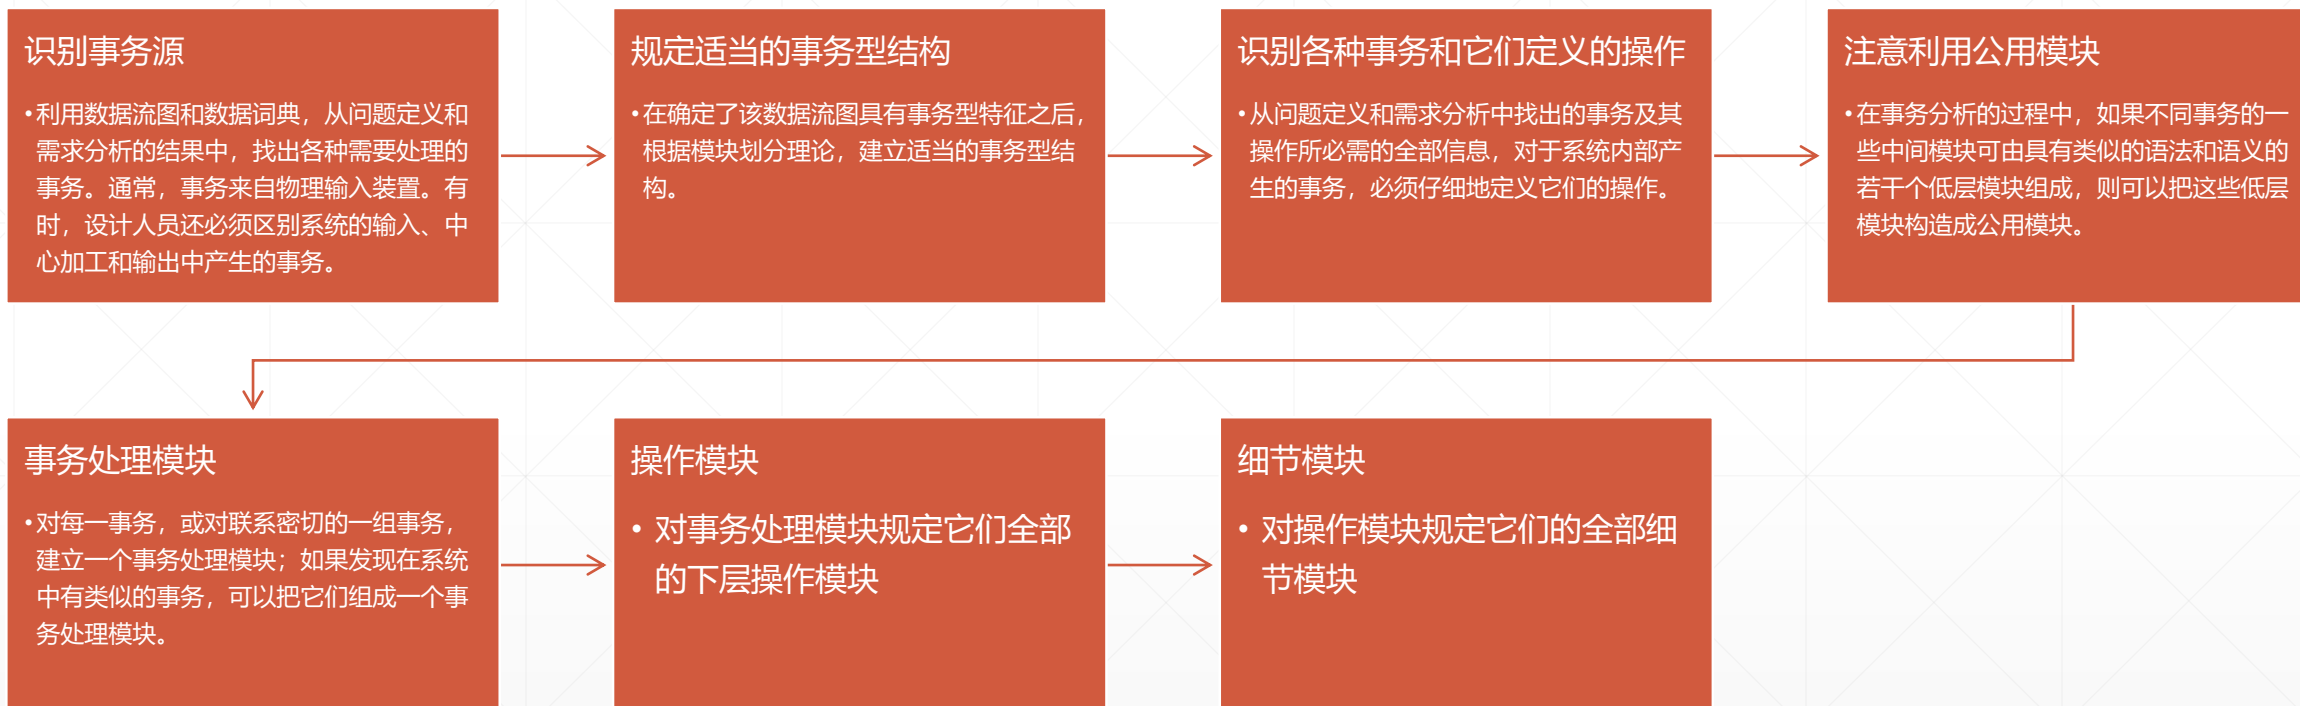 识别事务源
•利用数据流图和数据词典，从问题定义和
需求分析的结果中，找出各种需要处理的
事务。通常，事务来自物理输入装置。有
时，设计人员还必须区别系统的输入、中
心加工和输出中产生的事务。
规定适当的事务型结构
•在确定了该数据流图具有事务型特征之后，
根据模块划分理论，建立适当的事务型结
构。
识别各种事务和它们定义的操作
•从问题定义和需求分析中找出的事务及其
操作所必需的全部信息，对于系统内部产
生的事务，必须仔细地定义它们的操作。
注意利用公用模块
•在事务分析的过程中，如果不同事务的一
些中间模块可由具有类似的语法和语义的
若干个低层模块组成，则可以把这些低层
模块构造成公用模块。
事务处理模块
•对每一事务，或对联系密切的一组事务，
建立一个事务处理模块；如果发现在系统
中有类似的事务，可以把它们组成一个事
务处理模块。
操作模块
• 对事务处理模块规定它们全部
的下层操作模块
细节模块
• 对操作模块规定它们的全部细
节模块